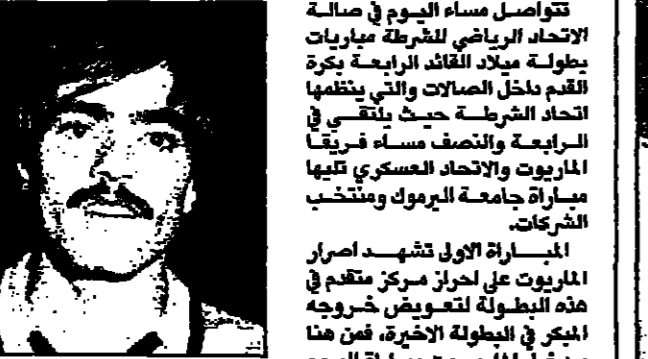 تتواصل مساء اليوم في صالة
الاتحاد الرياضي للشرطة مباريات
بطولة ميلاد القائد الرابعة بكرة
القدم داخل الصالات والتي ينظمها
اتحاد الشرطة حيث يلتقي في
الرابعة والنصف مساء فريقا
الماريوت والاتحاد العسكري تليها
مباراة جامعة اليرموك ومنتخب
الشركات.
المباراة الاولى تشهد اصرار
الماريوت على احراز مركز متقدم في
هذه البطولة لتعويض خروجه
المبكر في البطولة الاخيرة، فمن هنا